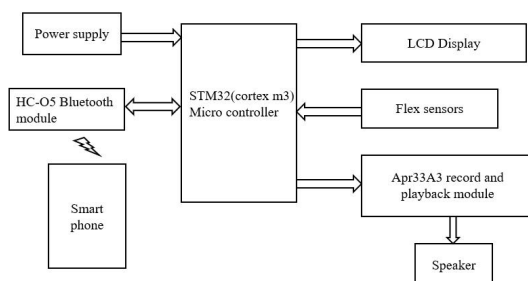 Power supply
LCD Display
STM32(cortex m3)
Micro controller
HC-O5 Bluetooth
module
Flex sensors
Apr33A3 record and
playback module
Smart
phone
Speaker